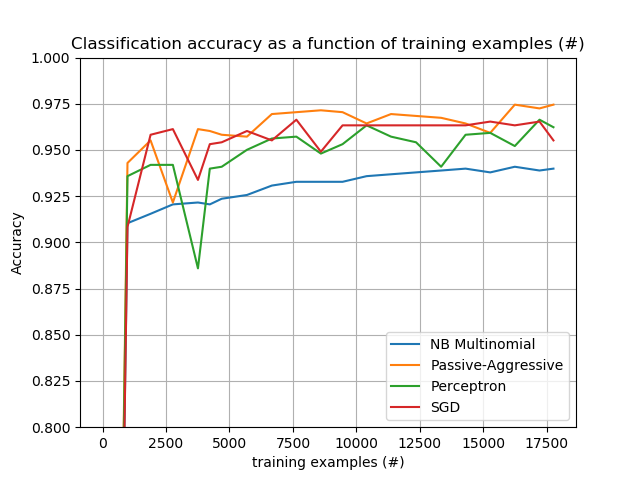 Classification accuracy as a function of training examples (#)
1.000
0.975
0.950
0.925
0.900
0.875
0.850
0.825
0.800
Accuracy
NB Multinomial
Passive-Aggressive
Perceptron
SGD
0 2500 5000 7500 10000 12500 15000 17500
training examples (#)